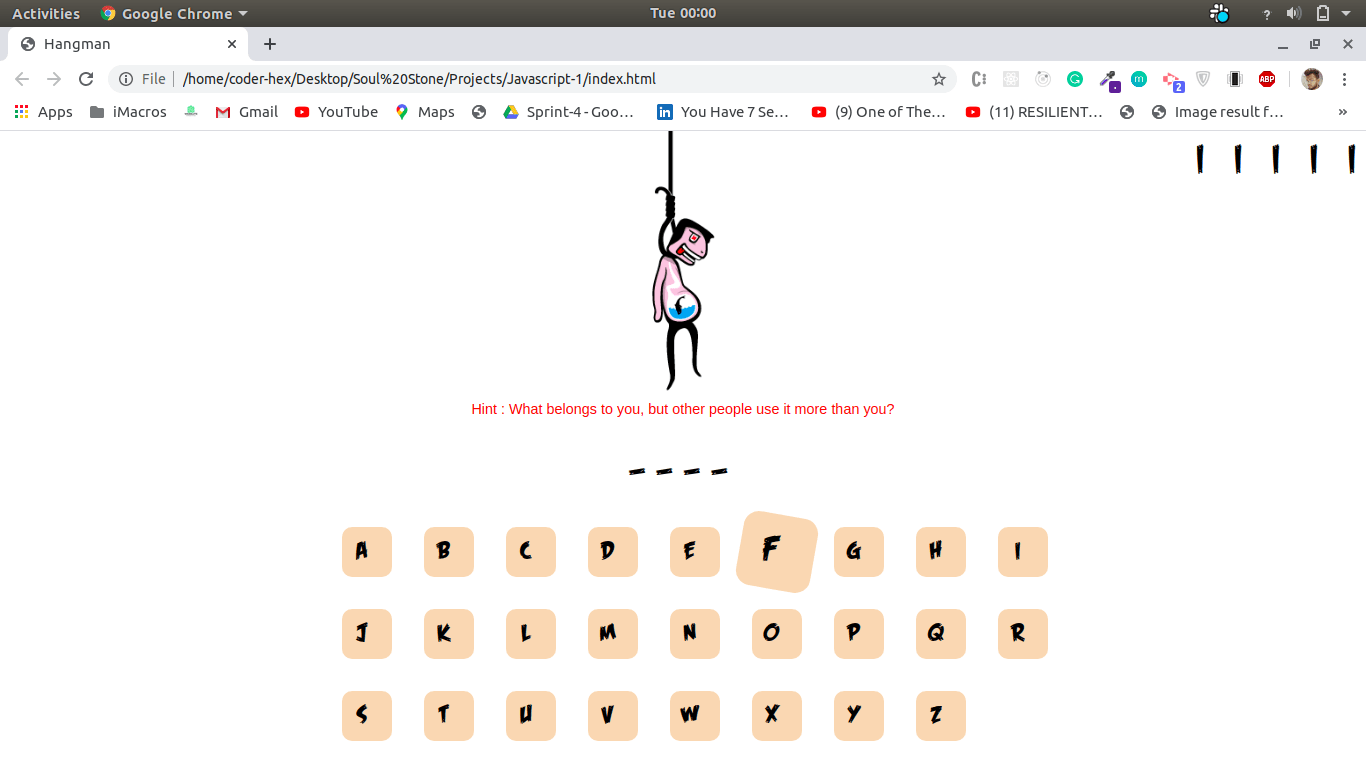 Activities Google Chrome Tue 00:00 ?
Hangman
File /home/coder-hex/Desktop/Soul%20Stone/Projects/Javascript-1/index.html 2 ABP
Apps iMacros Gmail YouTube Maps Sprint-4 - Goo… You Have 7 Se… (9) One of The… (11) RESILIENT… Image result f… »
| | | | |
Hint : What belongs to you, but other people use it more than you?
_ _ _ _
A B C D E F G H I
J K L M N O P Q R
S T U V W X Y Z